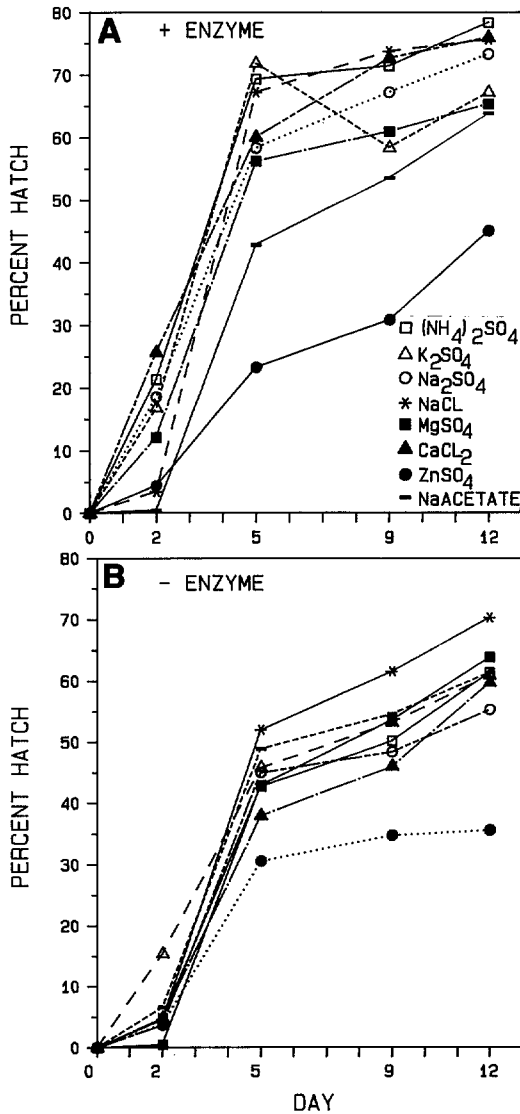 A + ENZYME
80
70
60
50
40
30
20
10
0
PERCENT HATCH
(NH4)2SO4
K2SO4
Na2SO4
NaCL
MgSO4
CaCL2
ZnSO4
NaACETATE
0 2 5 9 12
B - ENZYME
80
70
60
50
40
30
20
10
0
PERCENT HATCH
0 2 5 9 12
DAY